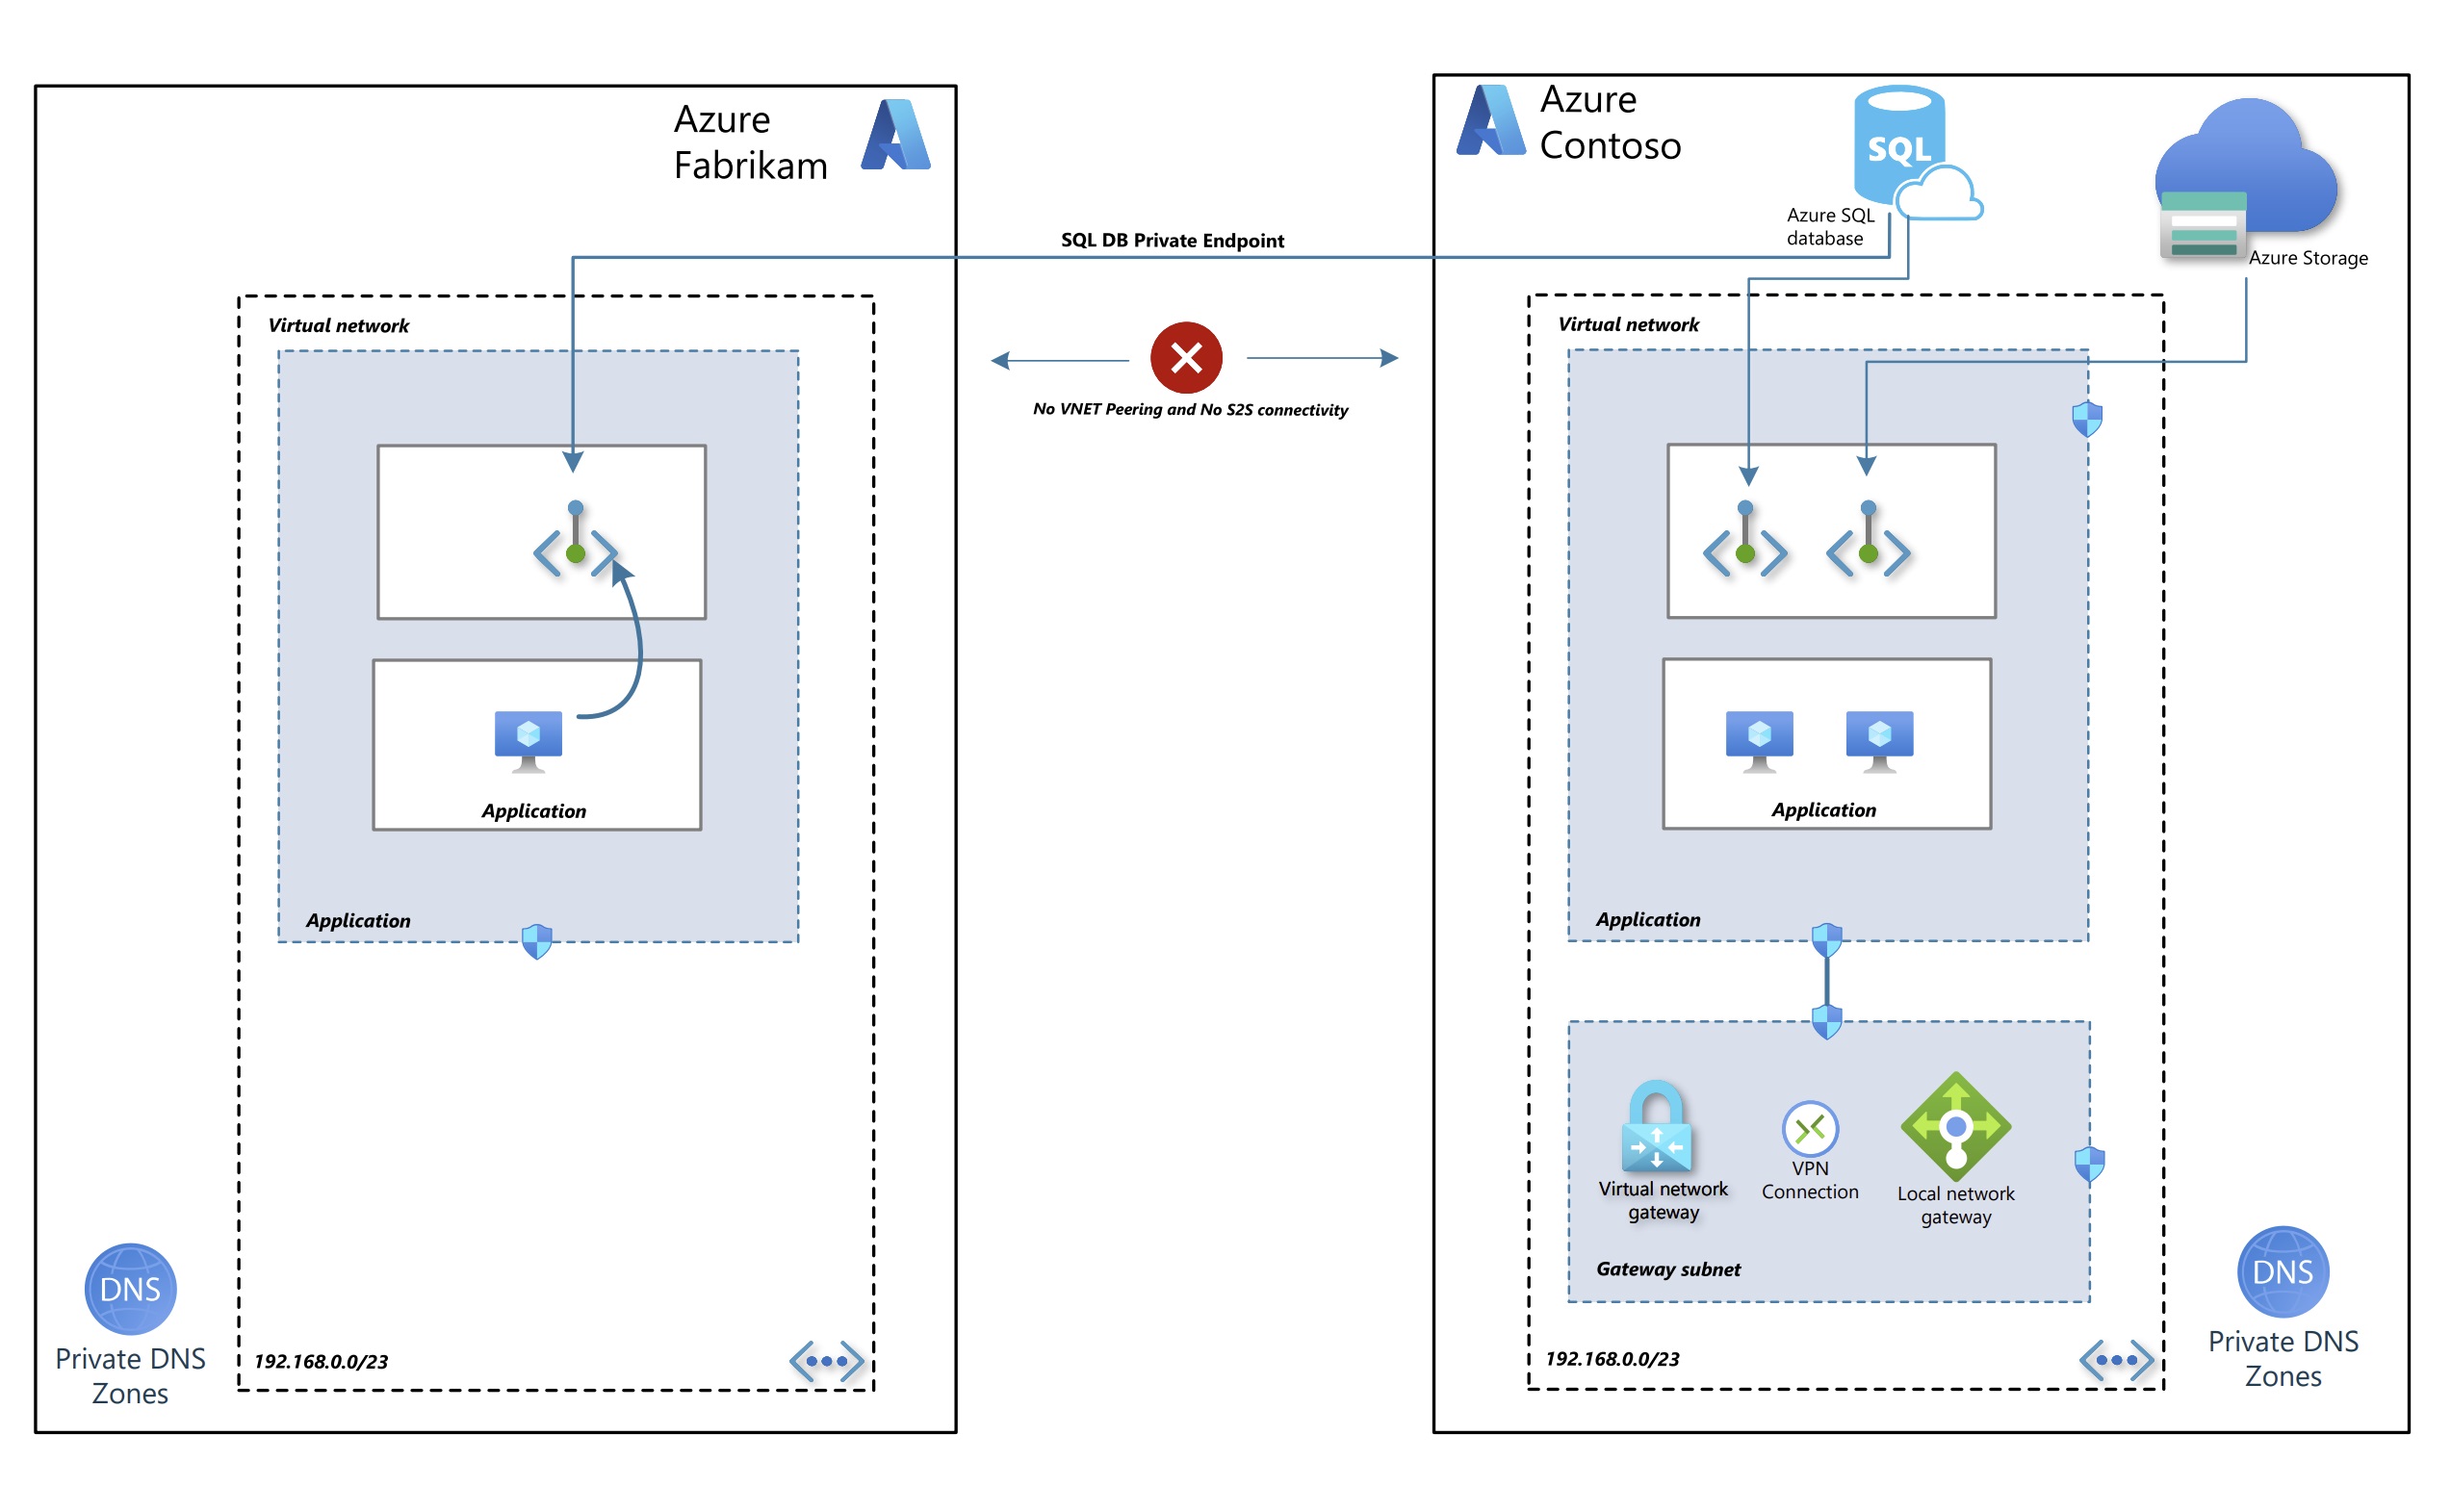 Azure
Fabrikam
Azure
Contoso
SQL
Azure SQL
database
Azure Storage
SQL DB Private Endpoint
No VNET Peering and No S2S connectivity
Virtual network
Application
Application
192.168.0.0/23
DNS
Private DNS
Zones
Virtual network
Application
Application
Virtual network
gateway
VPN
Connection
Local network
gateway
Gateway subnet
192.168.0.0/23
DNS
Private DNS
Zones